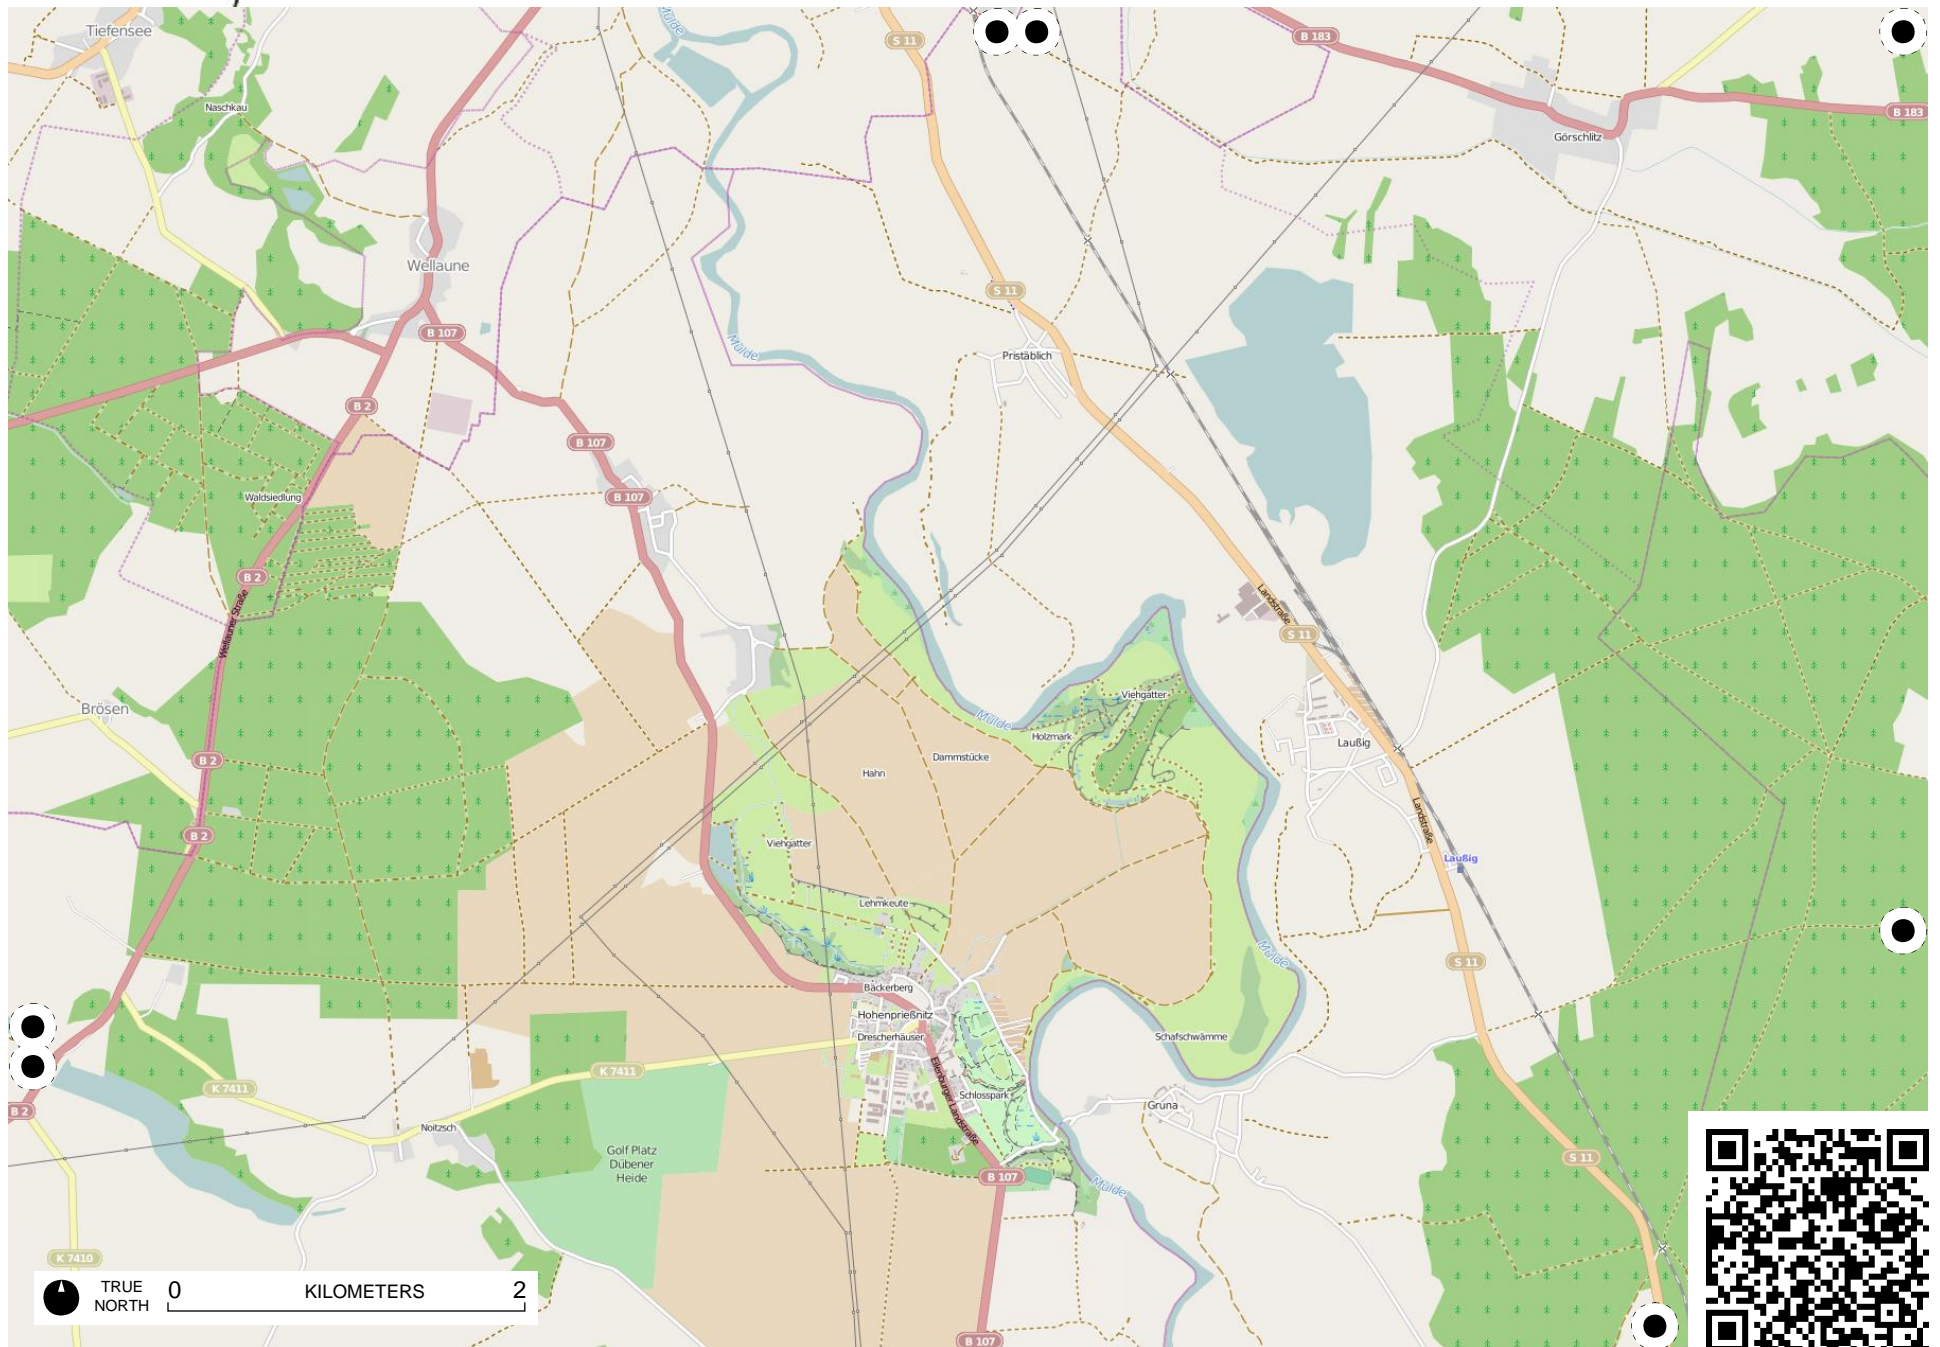 Tiefensee
Mulde
S 11
B 183
B 183
Naschkau
Görschlitz
Wellaune
S 11
B 107
Mulde
Pristäblich
B 2
B 107
Waldsiedlung
B 107
B 2
Wellauner Straße
Landstraße
S 11
Viehgatter
Brösen
Mulde
Holzmark
Laußig
Dammstücke
B 2
Hahn
Landstraße
B 2
Viehgatter
Laußig
Lehmkeute
Mulde
S 11
Bäckerberg
Hohenprießnitz
Drescherhäuser
Schafschwämme
K 7411
K 7411
Eilenburger Landstraße
Schlosspark
Gruna
B 2
Noitzsch
Golf Platz
Dübener
Heide
S 11
B 107
Mulde
K 7410
TRUE
NORTH
0 KILOMETERS 2
B 107